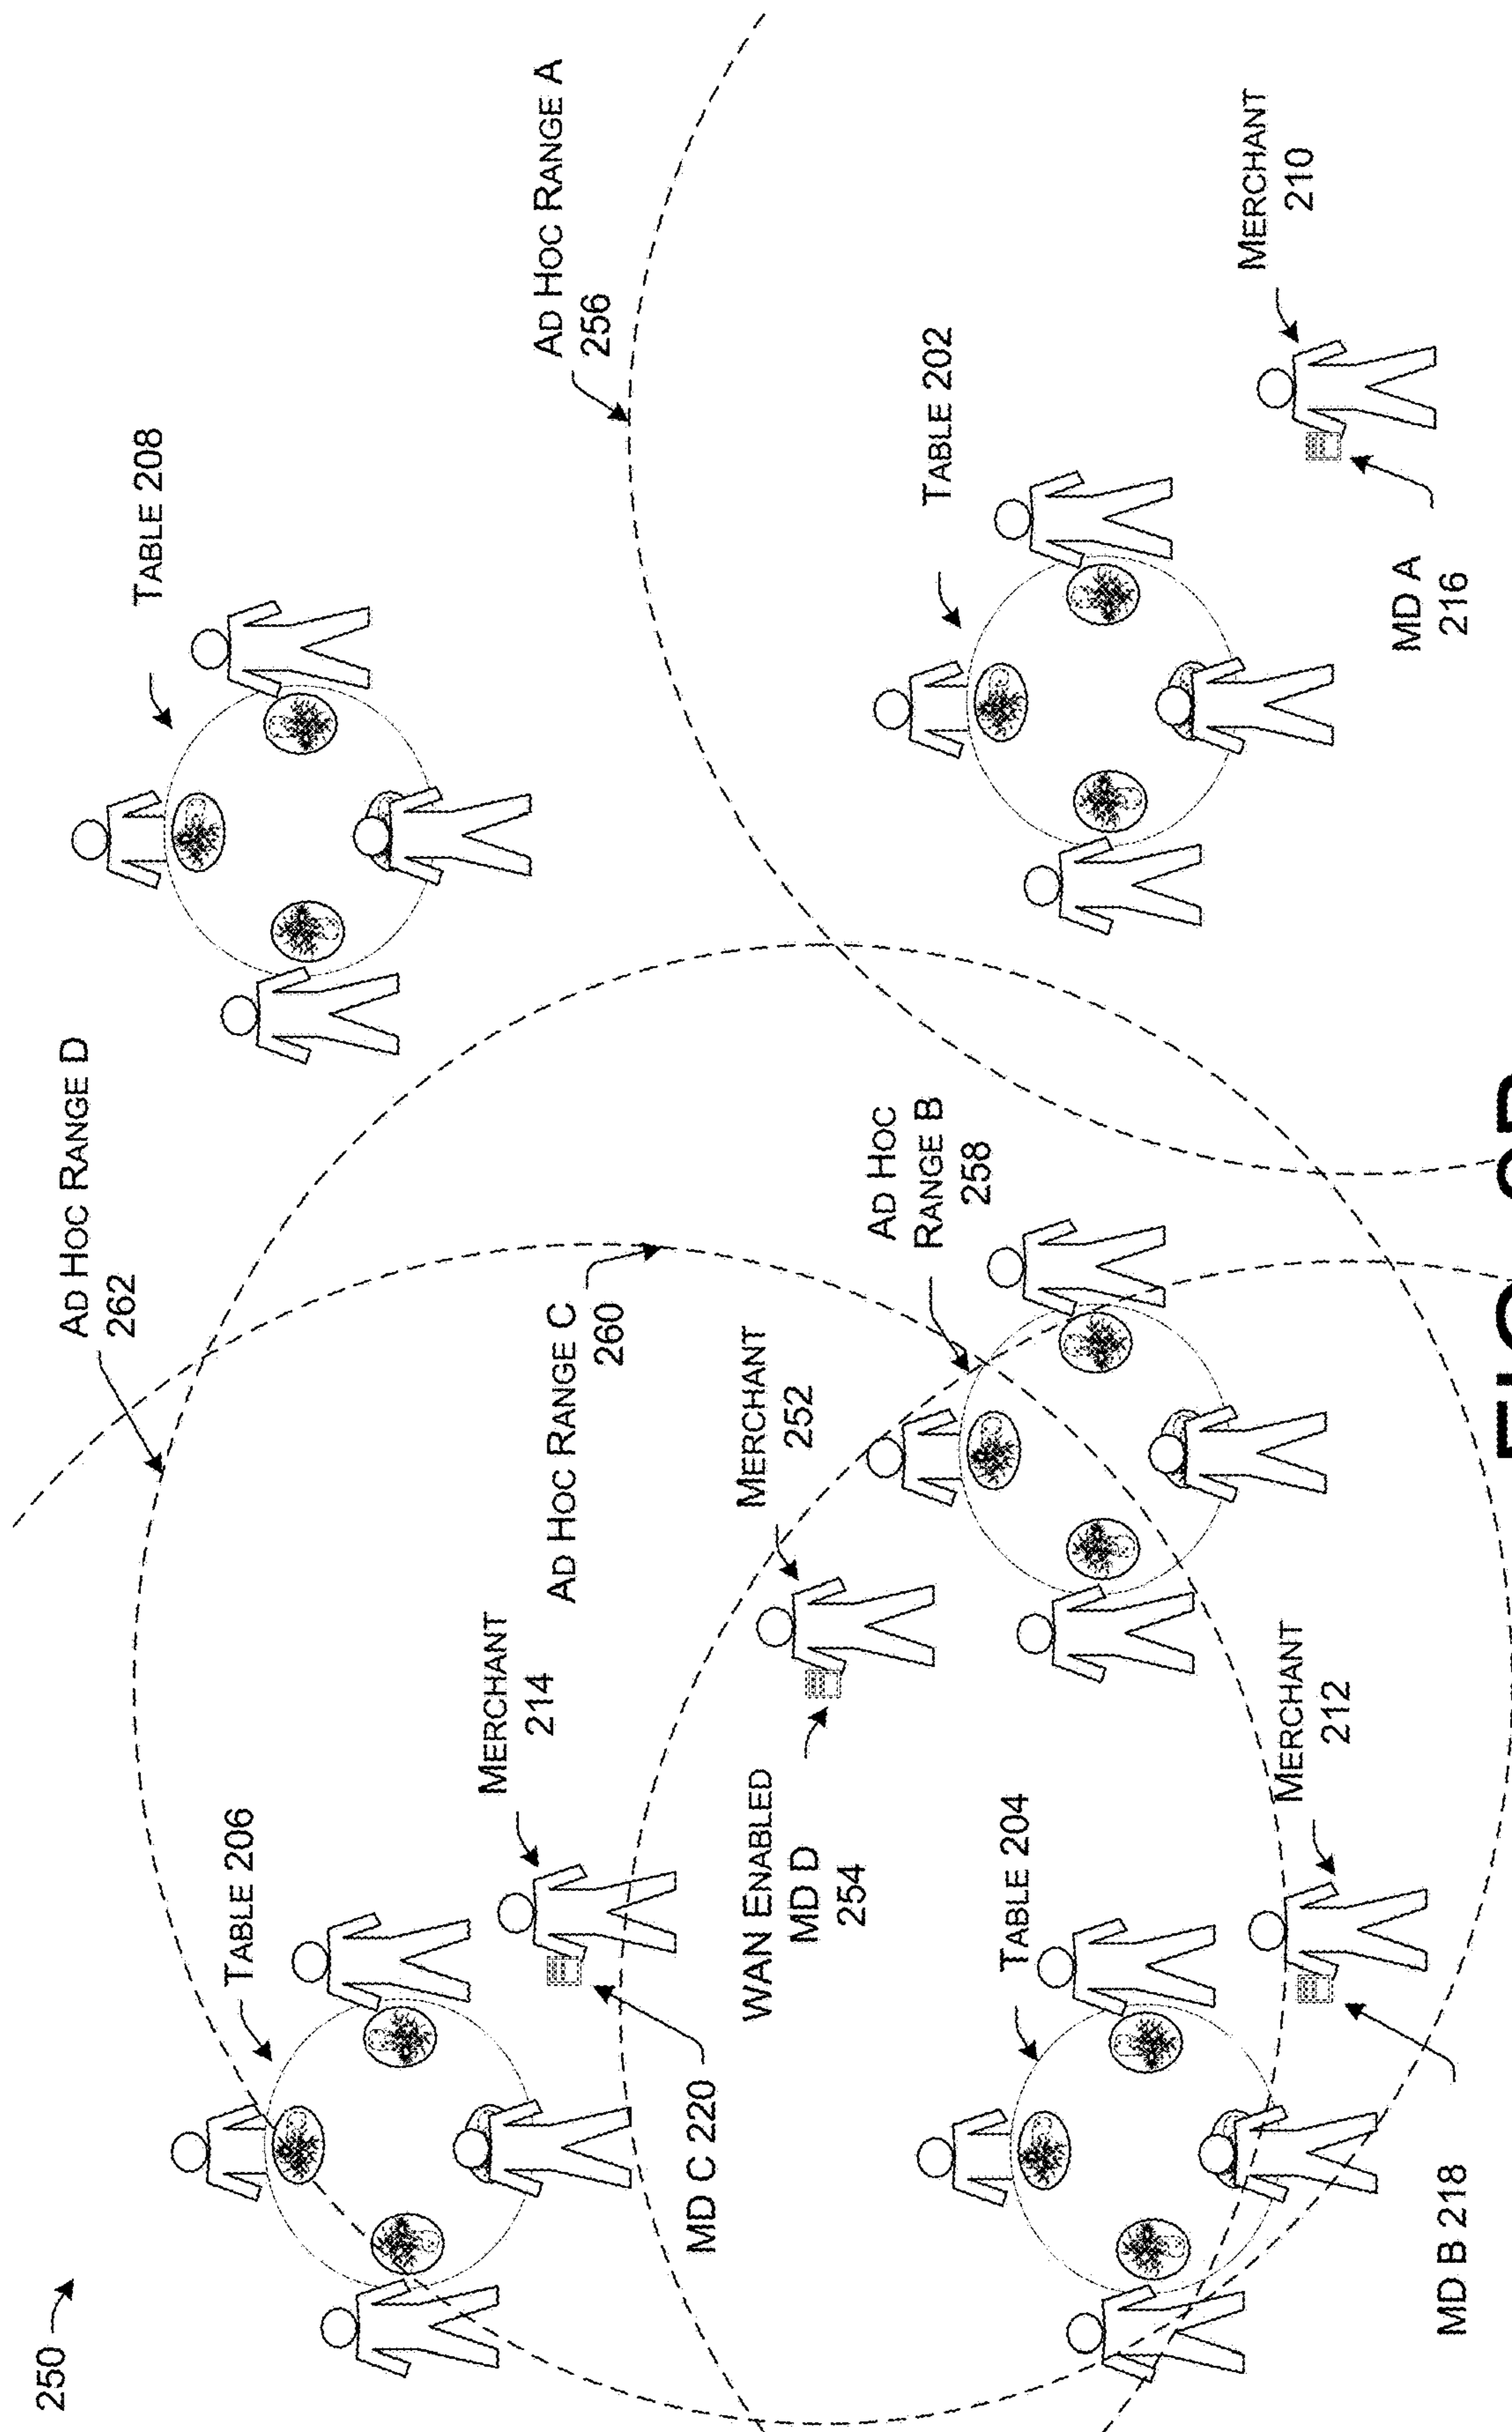 250
AD HOC RANGE D
262
TABLE 208
TABLE 206
MERCHANT
214
AD HOC RANGE C
260
AD HOC RANGE A
256
MD C 220
WAN ENABLED
MD D
254
MERCHANT
252
AD HOC
RANGE B
258
TABLE 202
TABLE 204
MERCHANT
212
MERCHANT
210
MD B 218
MD A
216